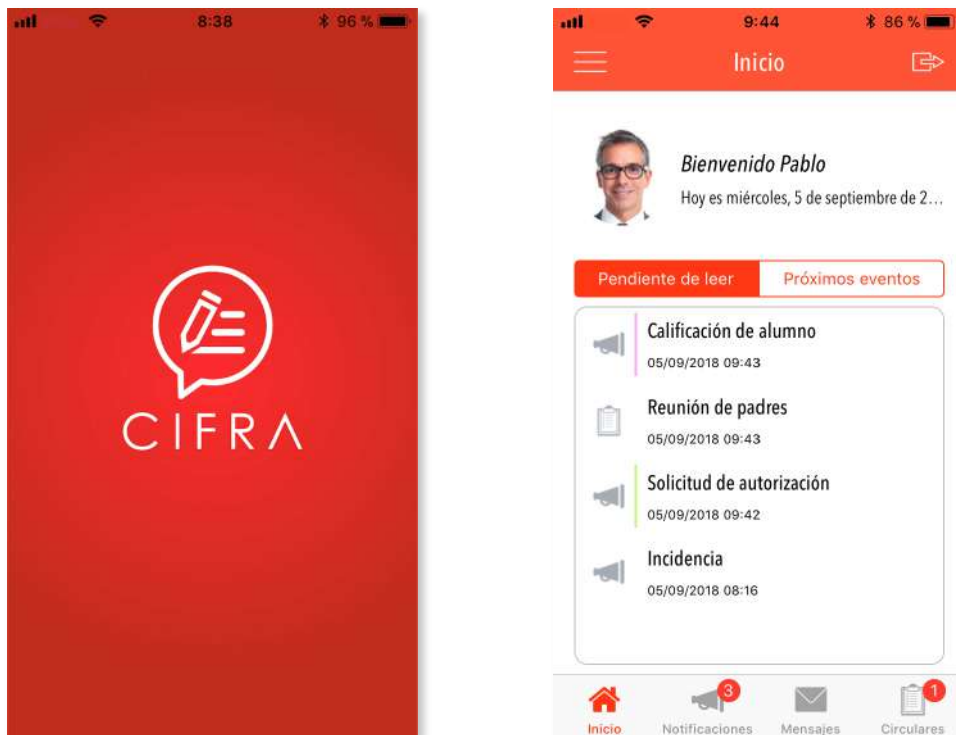 8:38
96 %
CIFRA
9:44
86 %
Inicio
Bienvenido Pablo
Hoy es miércoles, 5 de septiembre de 2...
Pendiente de leer
Próximos eventos
Calificación de alumno
05/09/2018 09:43
Reunión de padres
05/09/2018 09:43
Solicitud de autorización
05/09/2018 09:42
Incidencia
05/09/2018 08:16
3
1
Inicio
Notificaciones
Mensajes
Circulares